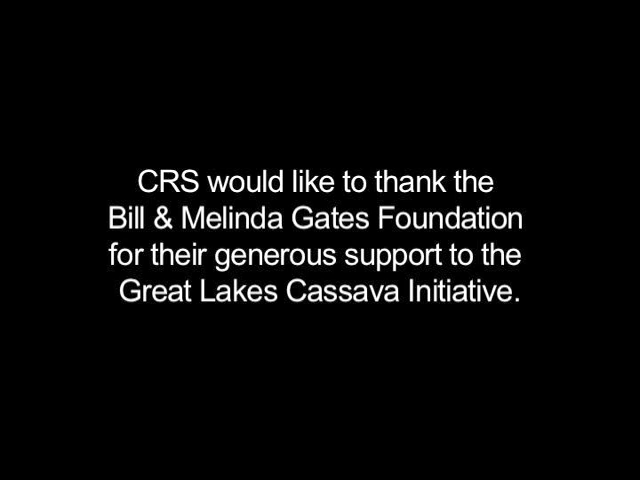 CRS would like to thank the
Bill & Melinda Gates Foundation
for their generous support to the
Great Lakes Cassava Initiative.